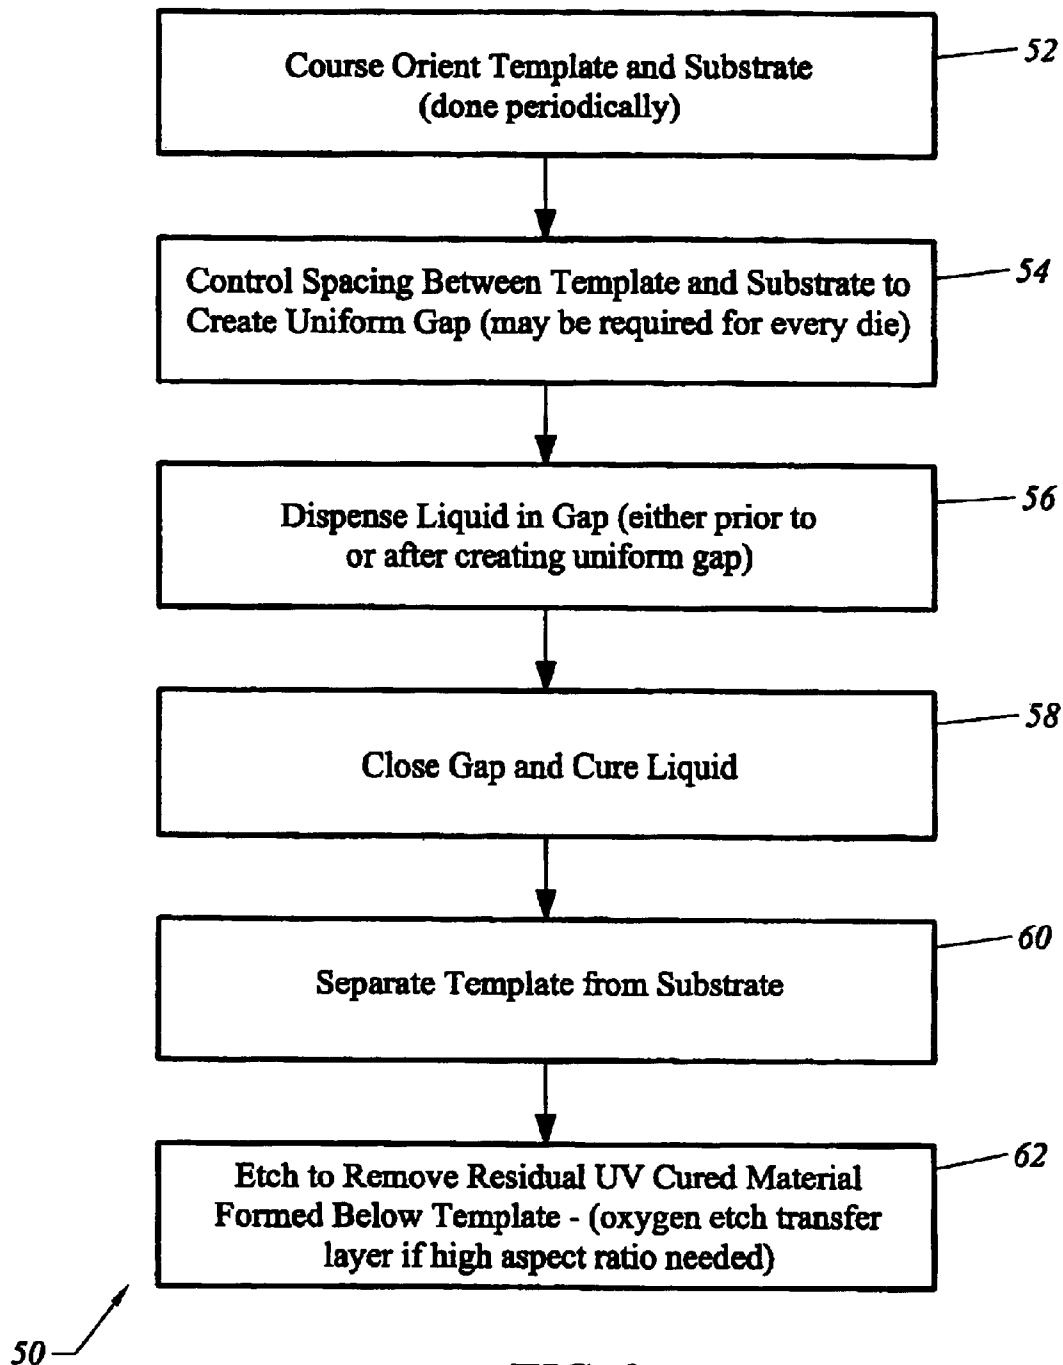 Course Orient Template and Substrate
(done periodically)
52
Control Spacing Between Template and Substrate to
Create Uniform Gap (may be required for every die)
54
Dispense Liquid in Gap (either prior to
or after creating uniform gap)
56
Close Gap and Cure Liquid
58
Separate Template from Substrate
60
Etch to Remove Residual UV Cured Material
Formed Below Template - (oxygen etch transfer
layer if high aspect ratio needed)
62
50